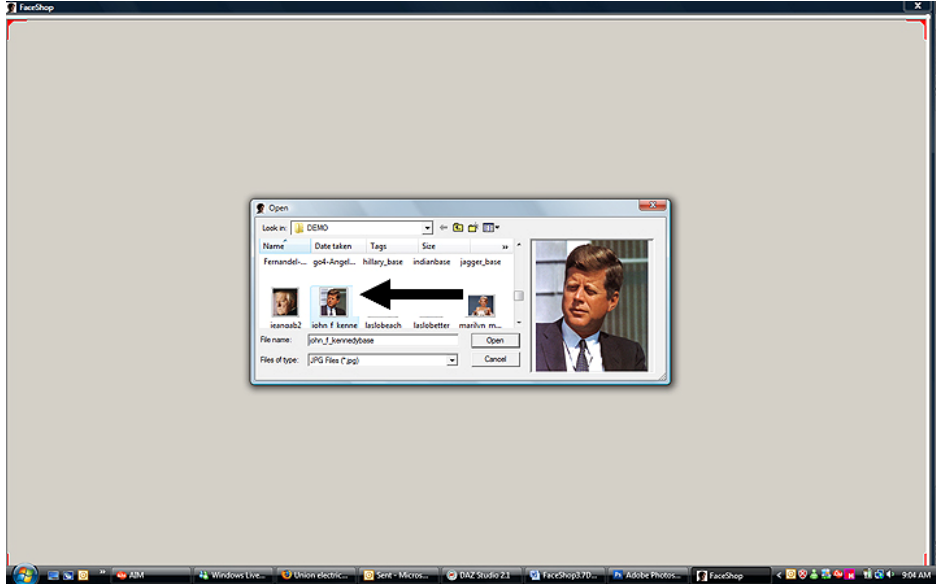 FaceShop
Open
Look in: DEMO
Name Date taken Tags Size »
Fernandel-... go4-Angel... hillary_base indianbase jagger_base
jeangab2 john_f_kenne laslobeach laslobetter marilyn_m...
File name: john_f_kennedybase Open
Files of type: JPG Files (*.jpg) Cancel
» AIM Windows Live... Union electric... Sent - Micros... DAZ Studio 2.1 FaceShop3.7D... Adobe Photos... FaceShop < 9:04 AM